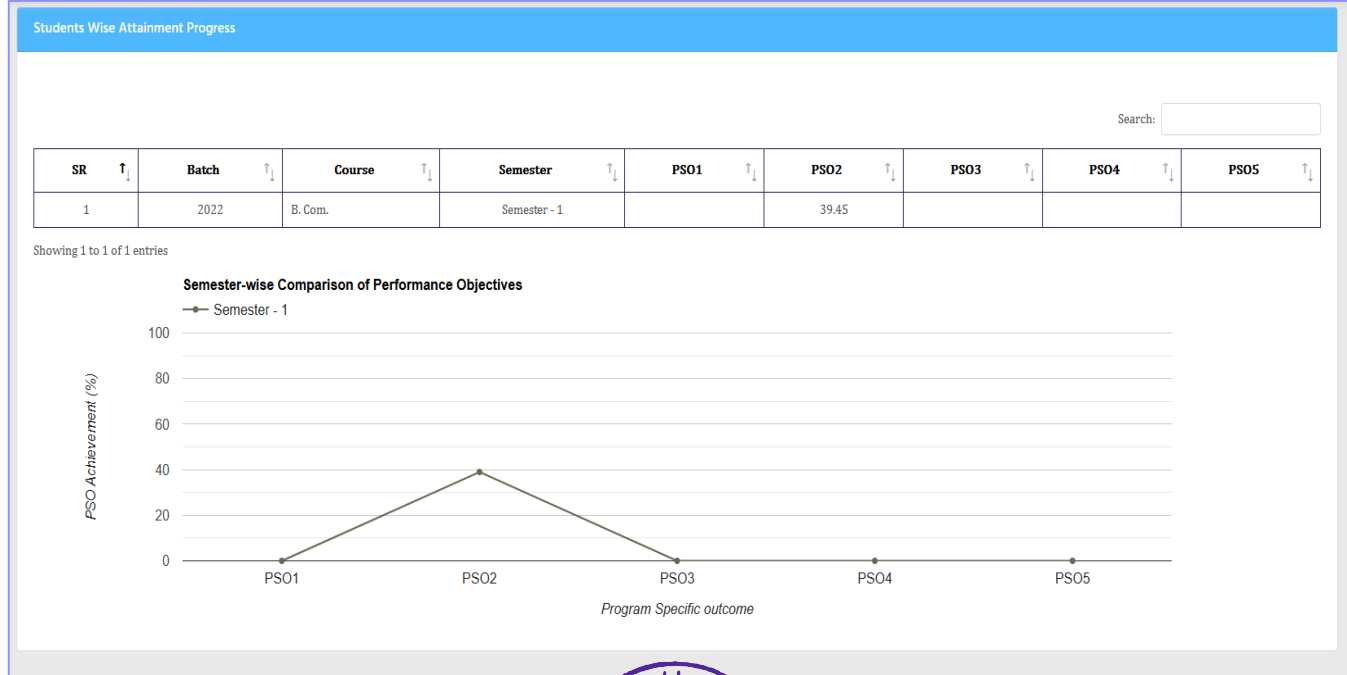 Students Wise Attainment Progress
Search:
SR Batch Course Semester PSO1 PSO2 PSO3 PSO4 PSO5
1 2022 B. Com. Semester - 1 39.45
Showing 1 to 1 of 1 entries
Semester-wise Comparison of Performance Objectives
Semester - 1
100
80
60
40
20
0
PSO Achievement (%)
PSO1 PSO2 PSO3 PSO4 PSO5
Program Specific outcome